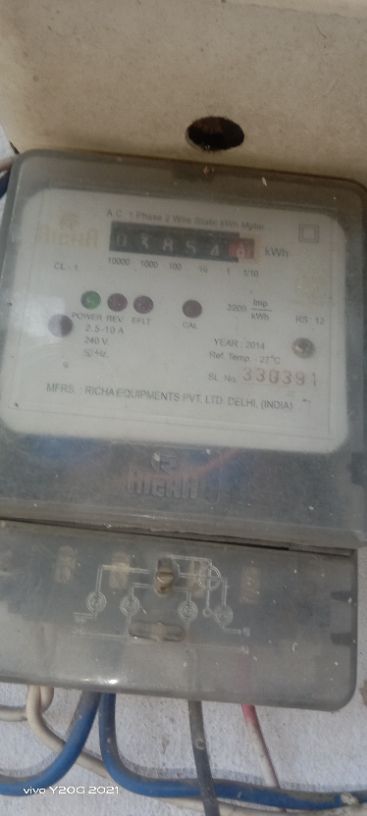 A.C. 1 Phase 2 Wire Static kWh Meter
RICHA
03854
kWh
CL - 1
10000 1000 100 10 1 1/10
POWER REV. EFLT CAL
3200 Imp/kWh
RS : 12
2.5-10 A
240 V.
50 Hz.
YEAR : 2014
Ref. Temp. - 27°C
SL. No. 330391
MFRS. : RICHA EQUIPMENTS PVT. LTD. DELHI, (INDIA)
RICHA
vivo Y20G 2021